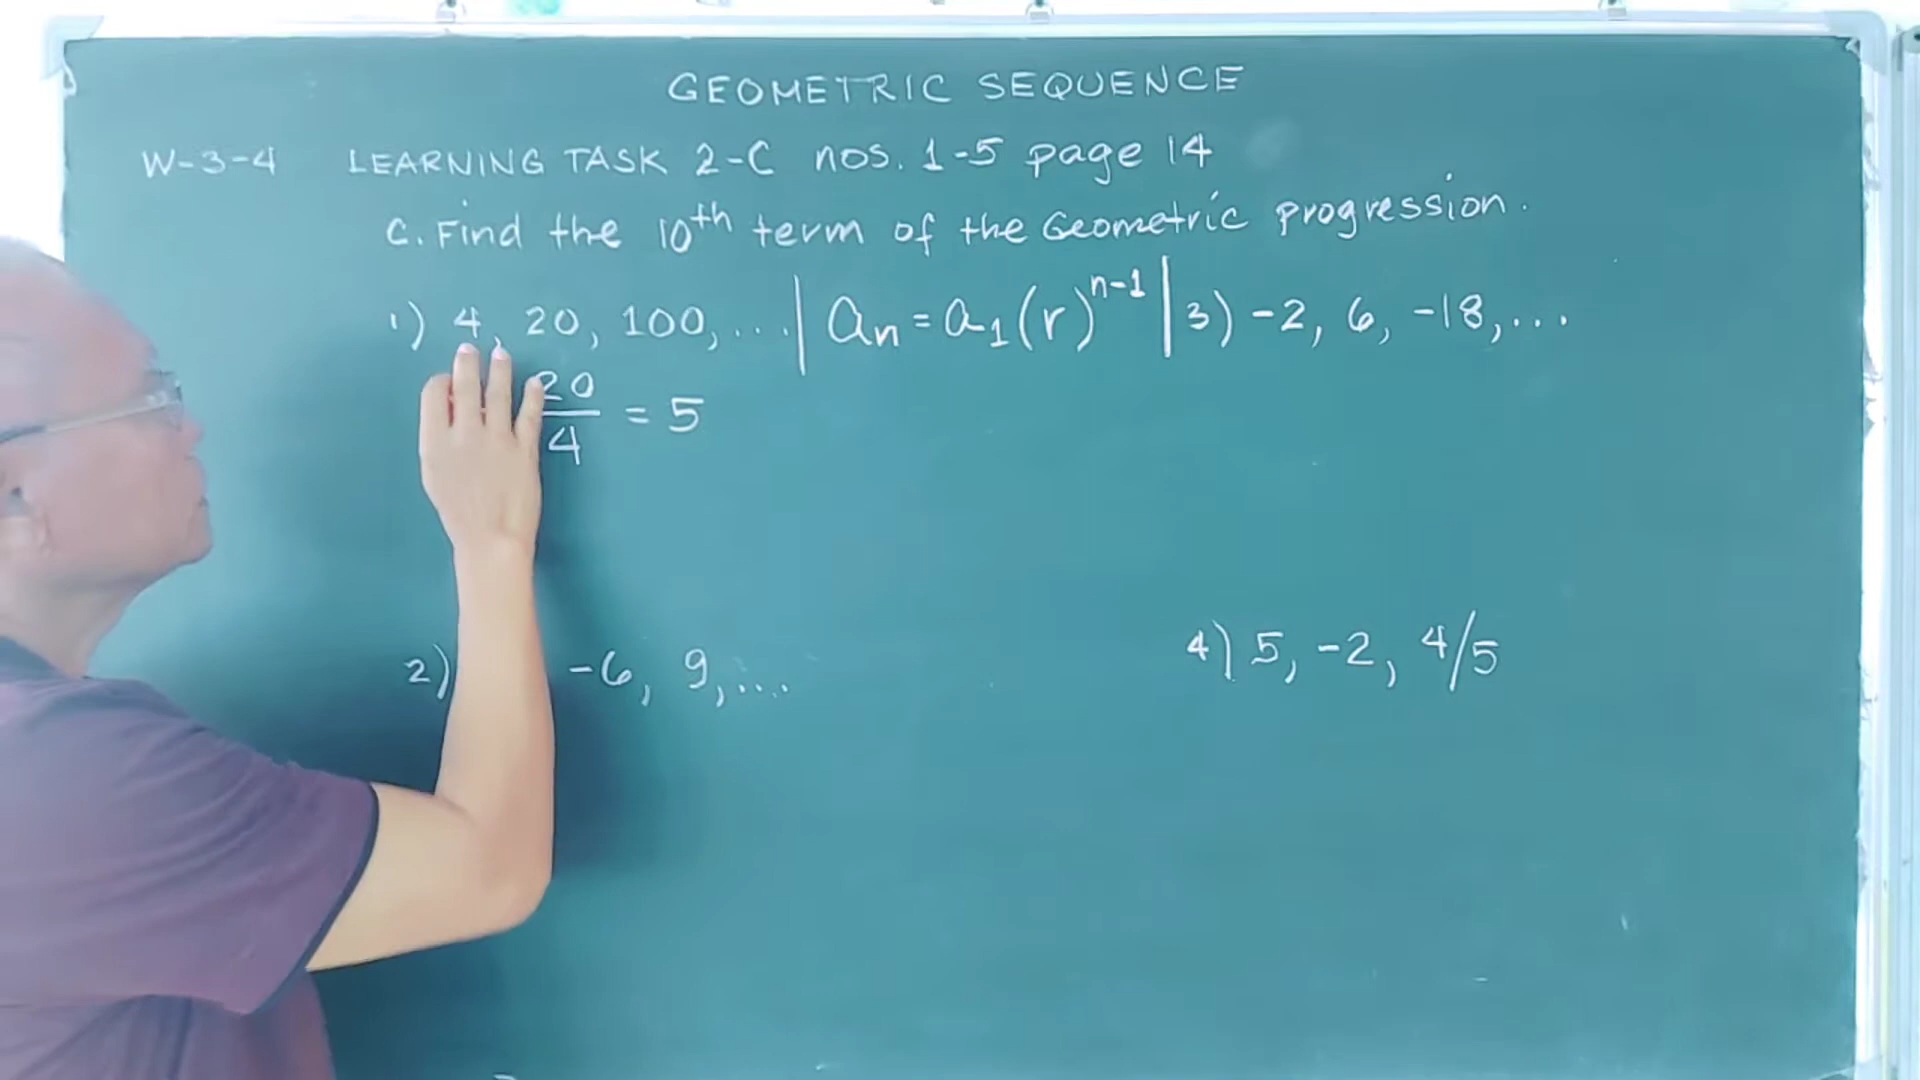 GEOMETRIC SEQUENCE
W-3-4 LEARNING TASK 2-C nos. 1-5 page 14
C. Find the 10th term of the Geometric progression.
1) 4, 20, 100, ... | an = a1(r)^n-1 | 3) -2, 6, -18, ...
20/4 = 5
2) -6, 9, ....
4) 5, -2, 4/5